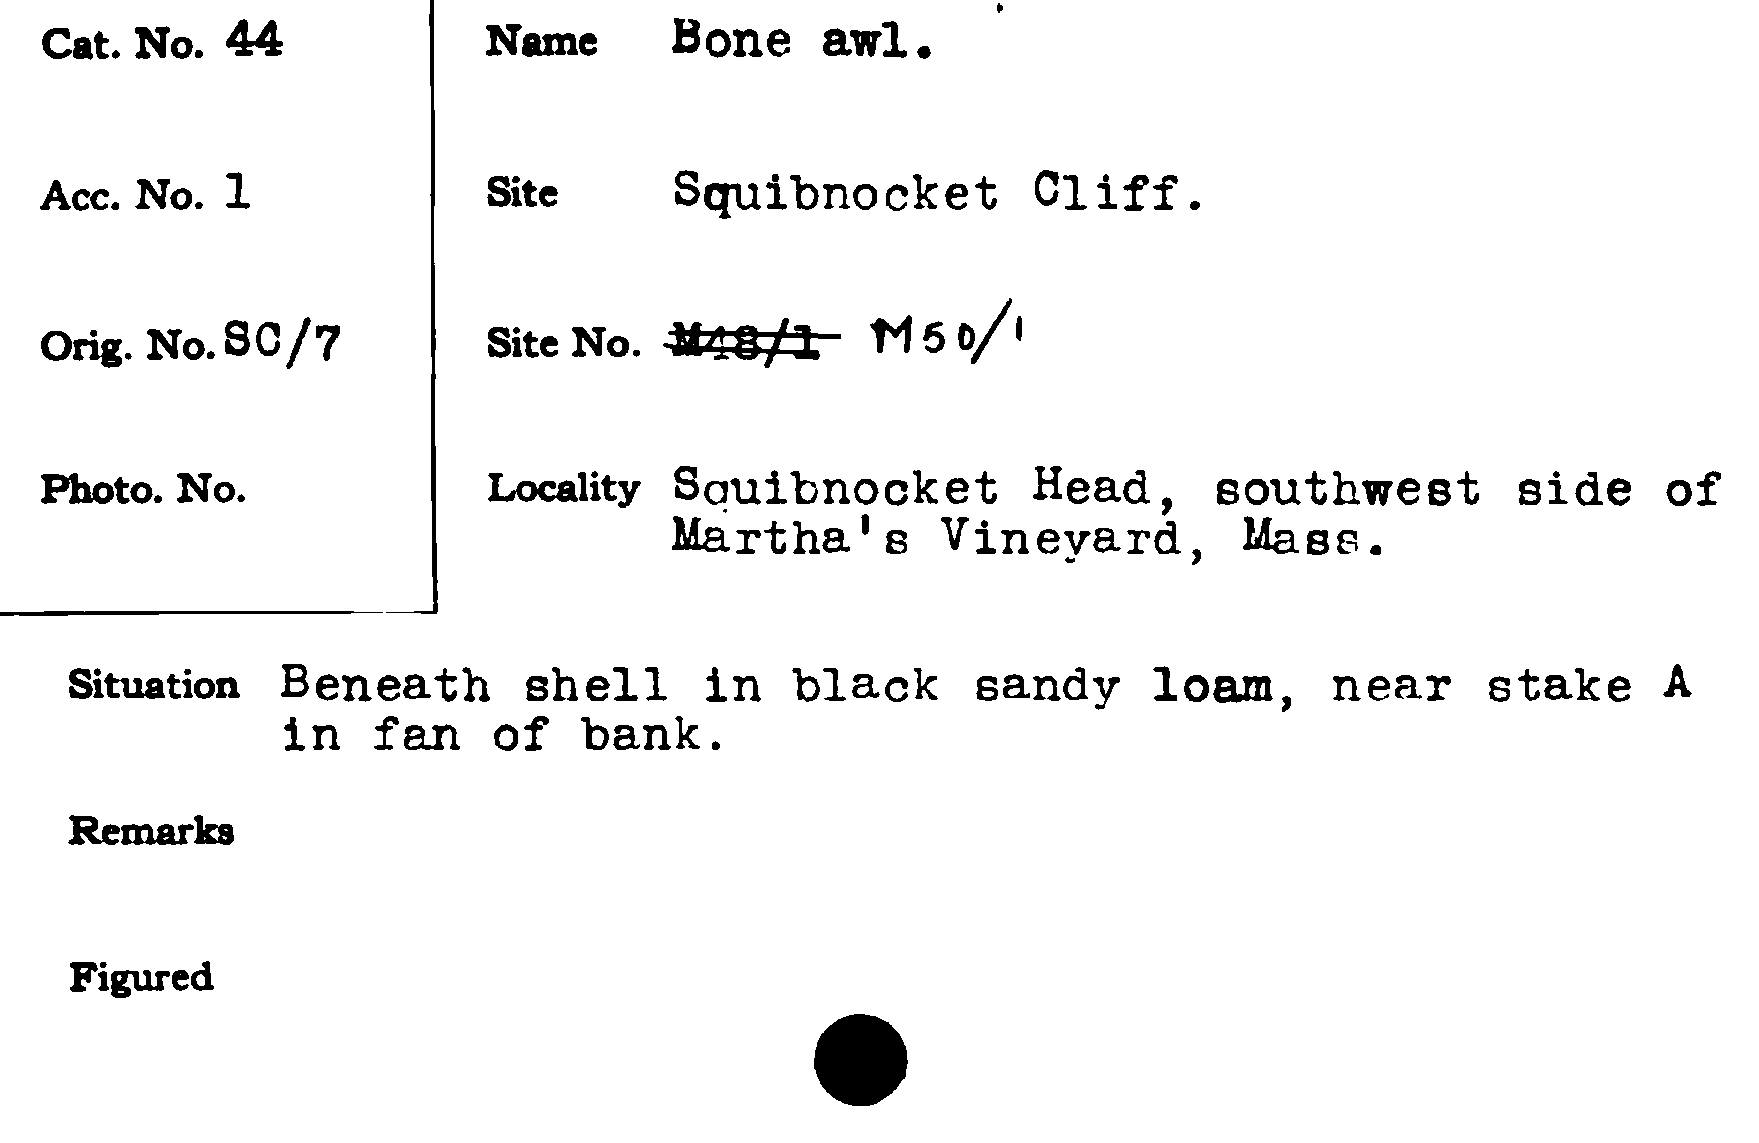 Cat. No. 44
Name Bone awl.
Acc. No. 1
Site Squibnocket Cliff.
Orig. No. SC/7
Site No. M48/1 M50/1
Photo. No.
Locality Squibnocket Head, southwest side of
Martha's Vineyard, Mass.
Situation Beneath shell in black sandy loam, near stake A
in fan of bank.
Remarks
Figured